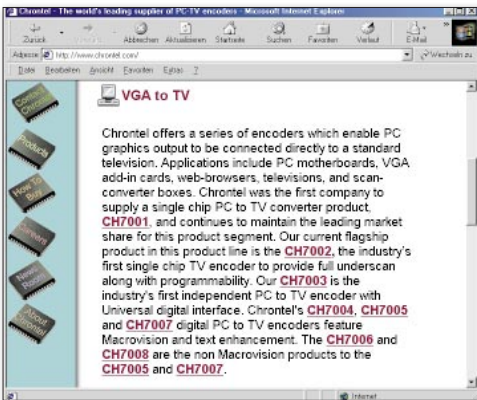 Chrontel - The world's leading supplier of PC-TV encoders - Microsoft Internet Explorer
Zurück Abbrechen Aktualisieren Startseite Suchen Favoriten Verlauf E-Mail
Adresse http://www.chrontel.com/ Wechseln zu
Datei Bearbeiten Ansicht Favoriten Extras ?
Contact Chrontel
Products
How To Buy
Careers
News Room
About Chrontel
VGA to TV
Chrontel offers a series of encoders which enable PC
graphics output to be connected directly to a standard
television. Applications include PC motherboards, VGA
add-in cards, web-browsers, televisions, and scan-
converter boxes. Chrontel was the first company to
supply a single chip PC to TV converter product,
CH7001, and continues to maintain the leading market
share for this product segment. Our current flagship
product in this product line is the CH7002, the industry's
first single chip TV encoder to provide full underscan
along with programmability. Our CH7003 is the
industry's first independent PC to TV encoder with
Universal digital interface. Chrontel's CH7004, CH7005
and CH7007 digital PC to TV encoders feature
Macrovision and text enhancement. The CH7006 and
CH7008 are the non Macrovision products to the
CH7005 and CH7007.
Internet